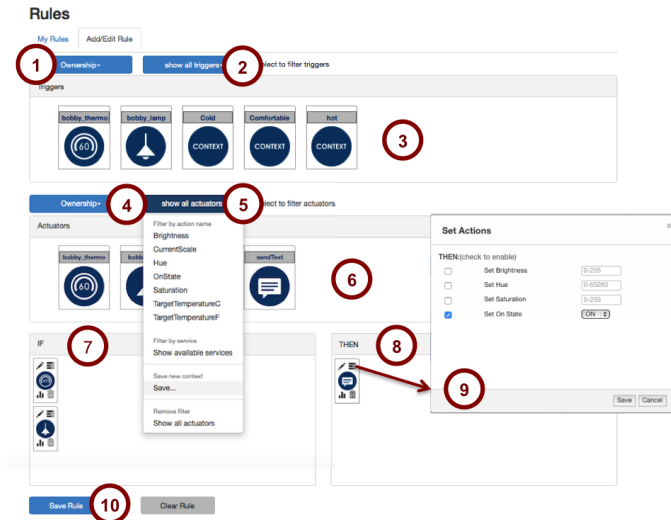 Rules
My Rules Add/Edit Rule
1 Ownership- show all triggers- 2 elect to filter triggers
Triggers
bobby_thermo bobby_lamp Cold Comfortable hot
60 CONTEXT CONTEXT CONTEXT
3
Ownership- 4 show all actuators 5 elect to filter actuators
Actuators
bobby_thermo bobb sendText
60
6
Filter by action name
Brightness
CurrentScale
Hue
OnState
Saturation
TargetTemperatureC
TargetTemperatureF
Filter by service
Show available services
Save new context
Save...
Remove filter
Show all actuators
Set Actions ×
THEN:(check to enable)
Set Brightness 0-255
Set Hue 0-65280
Set Saturation 0-255
Set On State ON
9
Save Cancel
IF 7
THEN 8
Save Rule 10 Clear Rule